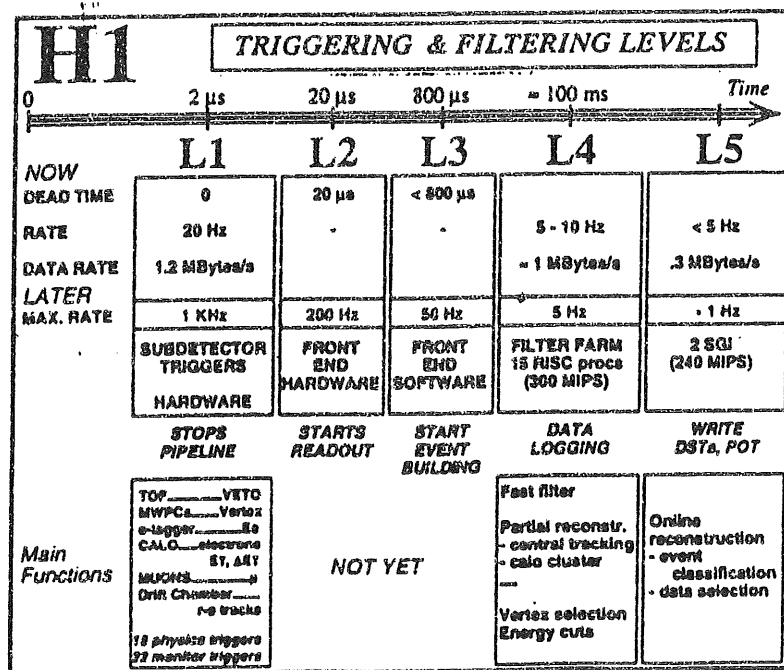 H1
TRIGGERING & FILTERING LEVELS
0 2 µs 20 µs 800 µs ≈ 100 ms Time
L1 L2 L3 L4 L5
NOW
DEAD TIME 0 20 µs < 800 µs
RATE 20 Hz - - 5 - 10 Hz < 5 Hz
DATA RATE 1.2 MBytes/s ≈ 1 MBytes/s .3 MBytes/s
LATER
MAX. RATE 1 KHz 200 Hz 50 Hz 5 Hz - 1 Hz
SUBDETECTOR FRONT FRONT FILTER FARM 2 SGI
TRIGGERS END END 15 RISC procs (240 MIPS)
HARDWARE SOFTWARE (300 MIPS)
HARDWARE
STOPS STARTS START DATA WRITE
PIPELINE READOUT EVENT LOGGING DSTs, POT
BUILDING
Main
Functions
TOF VETO
MWPCs Vertex
e-tagger Ee
CALO electrons
ET, ΔET
MUONS µ
Drift Chamber
tracks
physics triggers
monitor triggers
NOT YET
Fast filter
Partial reconstr.
- central tracking
- calo cluster
....
Vertex selection
Energy cuts
Online
reconstruction
- event
classification
- data selection